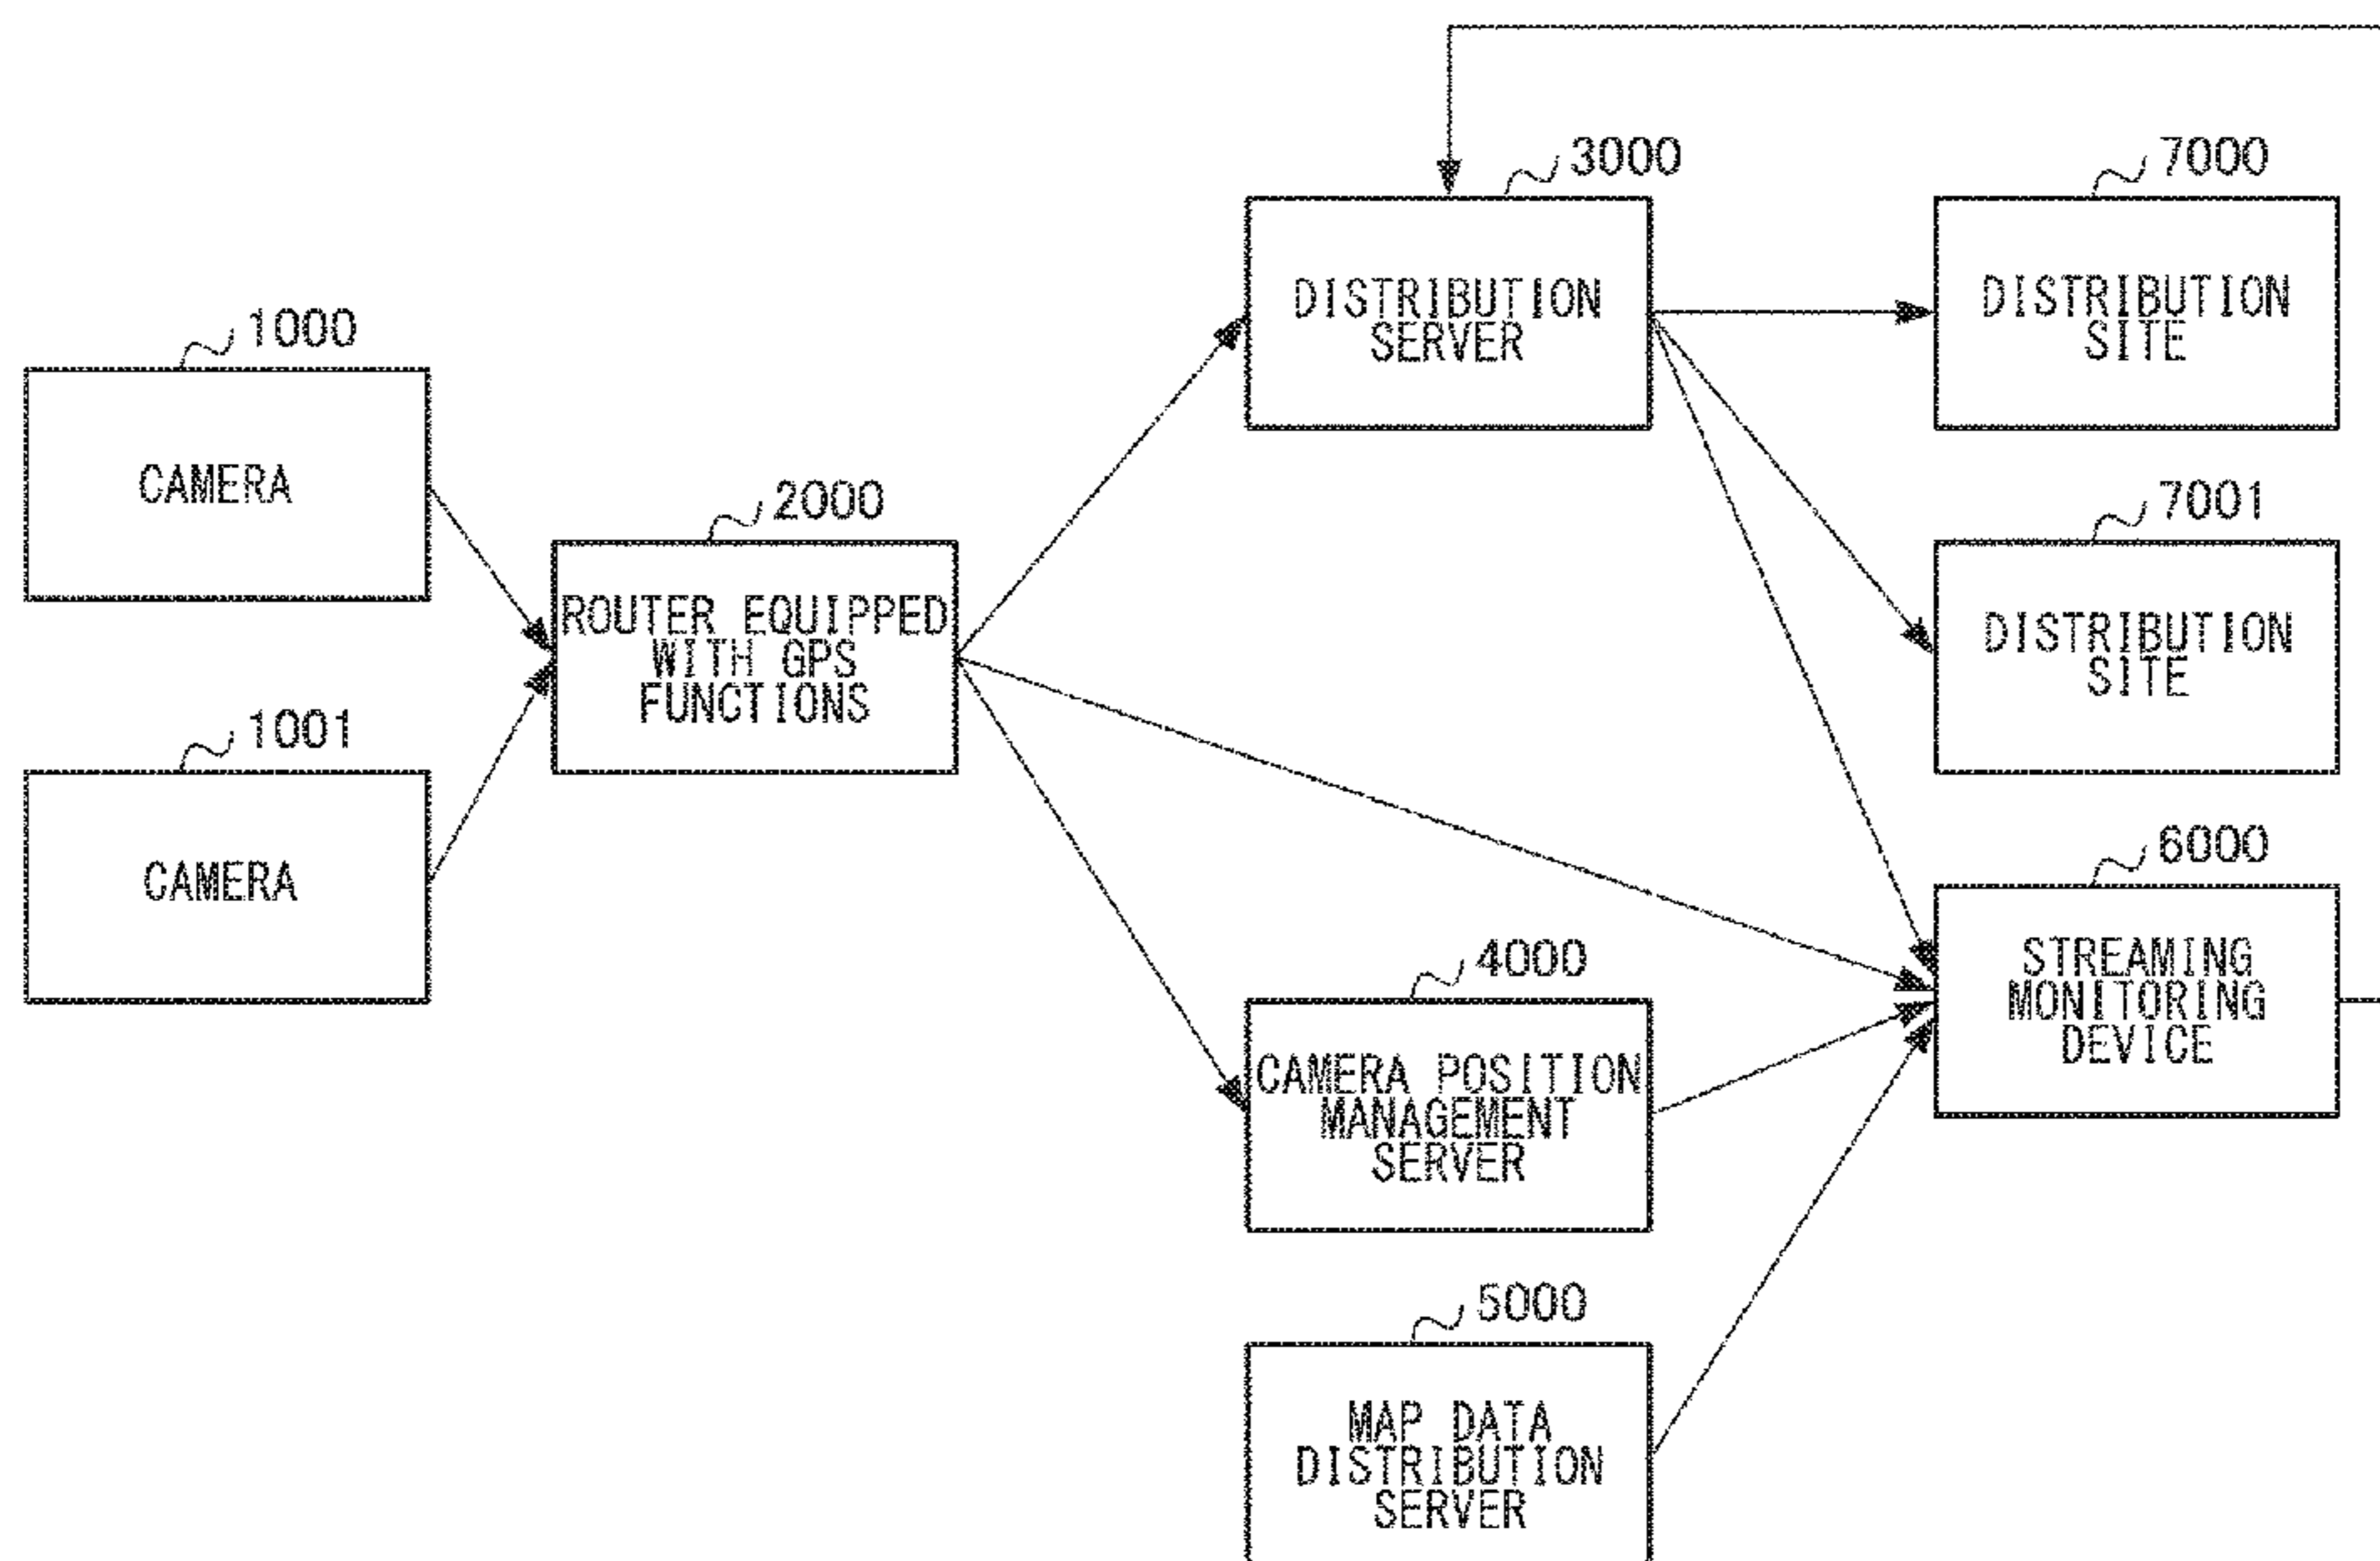 1000
CAMERA
1001
CAMERA
2000
ROUTER EQUIPPED
WITH GPS
FUNCTIONS
3000
DISTRIBUTION
SERVER
4000
CAMERA POSITION
MANAGEMENT
SERVER
5000
MAP DATA
DISTRIBUTION
SERVER
7000
DISTRIBUTION
SITE
7001
DISTRIBUTION
SITE
6000
STREAMING
MONITORING
DEVICE